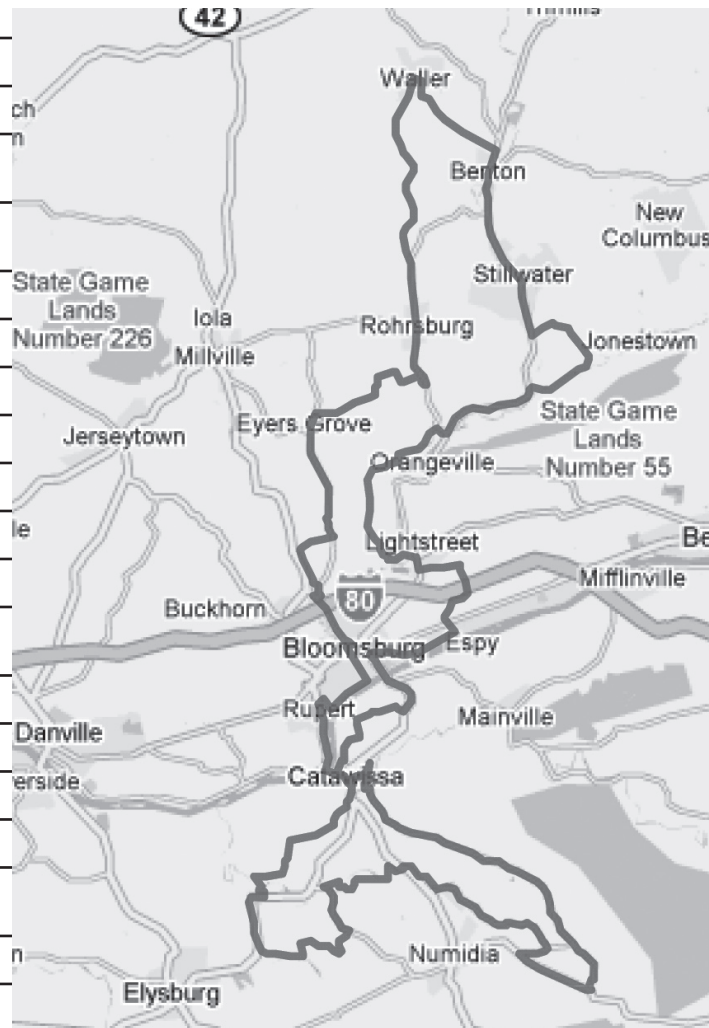 42
Waller
Benton
New
Columbus
Stillwater
State Game
Lands
Number 226
Iola
Millville
Rohrsburg
Jonestown
Eyers Grove
Jerseytown
State Game
Lands
Number 55
Orangeville
Lightstreet
Mifflinville
80
Buckhorn
Bloomsburg
Espy
Rupert
Mainville
Danville
Catawissa
Numidia
Elysburg